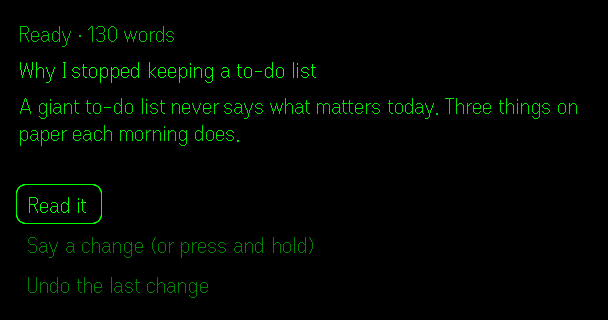 Ready · 130 words
Why I stopped keeping a to-do list
A giant to-do list never says what matters today. Three things on
paper each morning does.
Read it
Say a change (or press and hold)
Undo the last change